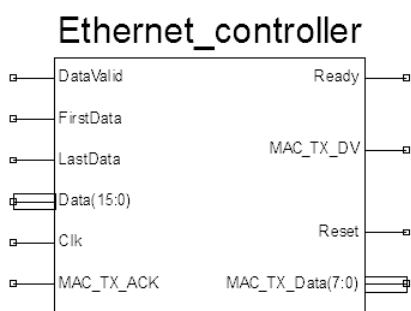 Ethernet_controller
DataValid
Ready
FirstData
MAC_TX_DV
LastData
Data(15:0)
Reset
Clk
MAC_TX_ACK
MAC_TX_Data(7:0)